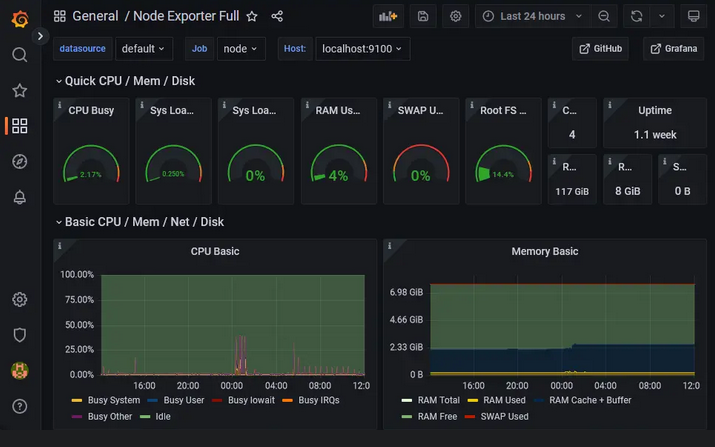 General / Node Exporter Full
Last 24 hours
datasource default Job node Host: localhost:9100 GitHub Grafana
Quick CPU / Mem / Disk
CPU Busy Sys Loa... Sys Loa... RAM Us... SWAP U... Root FS ... C... Uptime
4 1.1 week
2.17% 0.250% 0% 4% 0% 14.4%
R... R... S...
117 GiB 8 GiB 0 B
Basic CPU / Mem / Net / Disk
CPU Basic
100.00%
75.00%
50.00%
25.00%
0.00%
16:00 20:00 00:00 04:00 08:00 12:0
Busy System Busy User Busy Iowait Busy IRQs
Busy Other Idle
Memory Basic
6.98 GiB
4.66 GiB
2.33 GiB
0 B
16:00 20:00 00:00 04:00 08:00 12:0
RAM Total RAM Used RAM Cache + Buffer
RAM Free SWAP Used